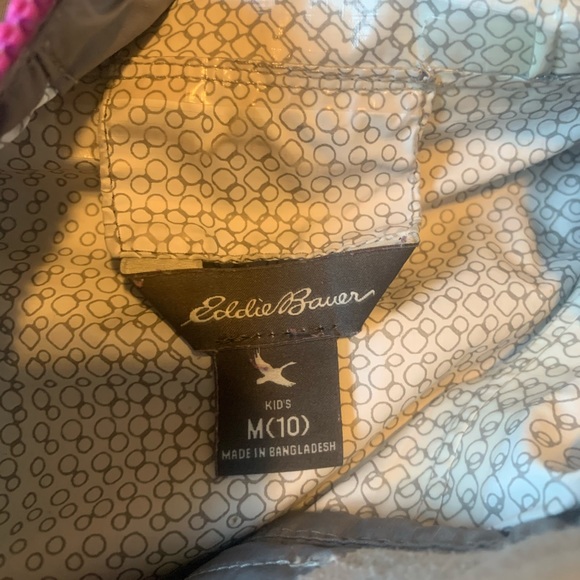 Eddie Bauer
KID'S
M(10)
MADE IN BANGLADESH